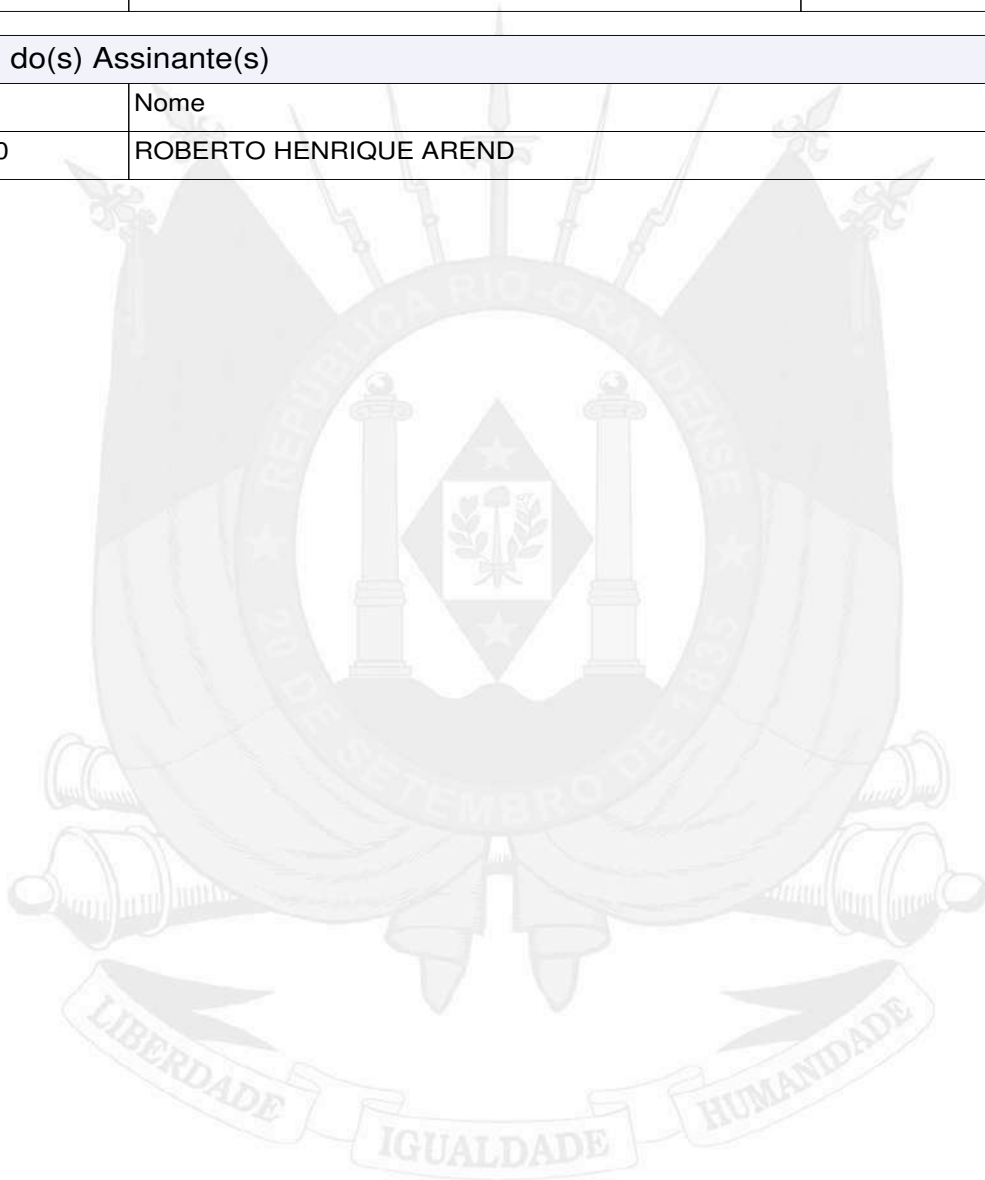 do(s) Assinante(s)
Nome
0 ROBERTO HENRIQUE AREND
REPÚBLICA RIO-GRANDENSE
★ 20 DE SETEMBRO DE 1835 ★
LIBERDADE IGUALDADE HUMANIDADE